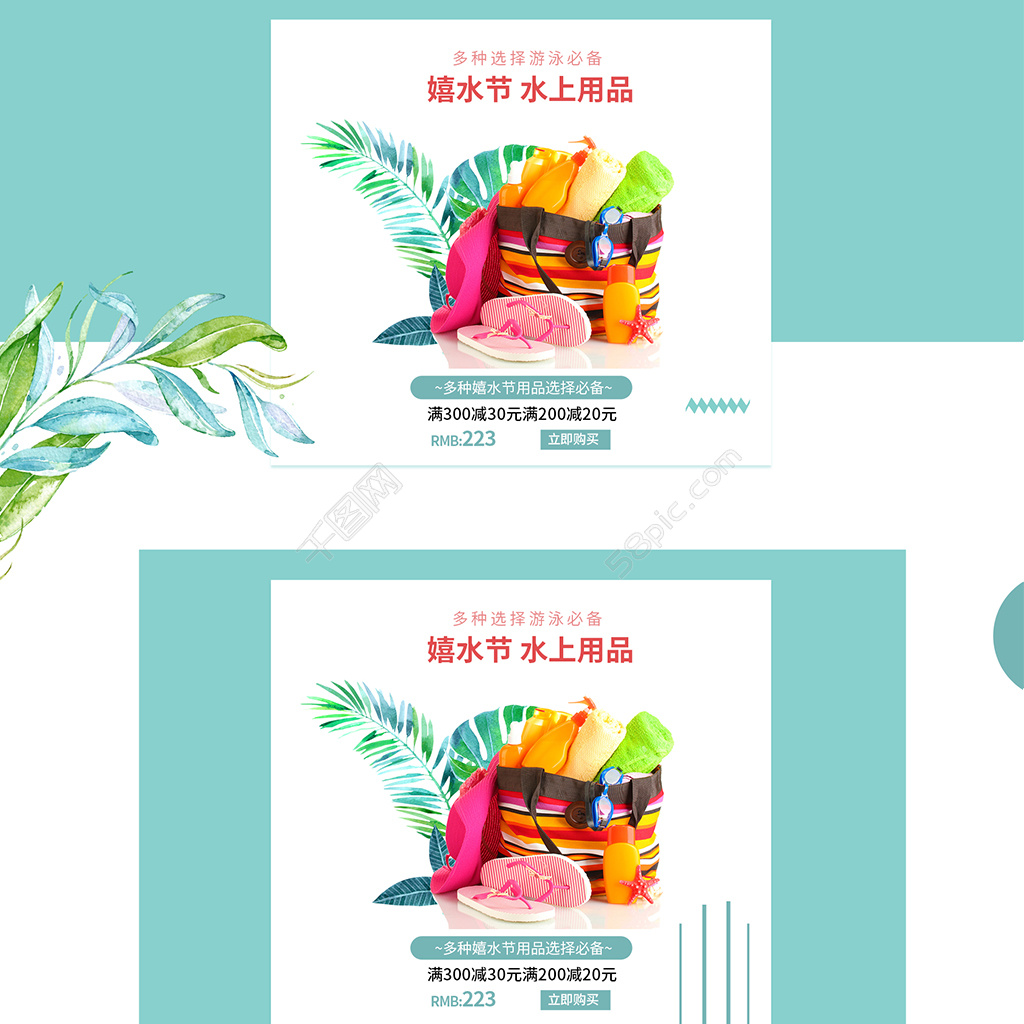 多种选择游泳必备
嬉水节 水上用品
~多种嬉水节用品选择必备~
满300减30元满200减20元
RMB:223
立即购买
千图网
58pic.com
多种选择游泳必备
嬉水节 水上用品
~多种嬉水节用品选择必备~
满300减30元满200减20元
RMB:223
立即购买